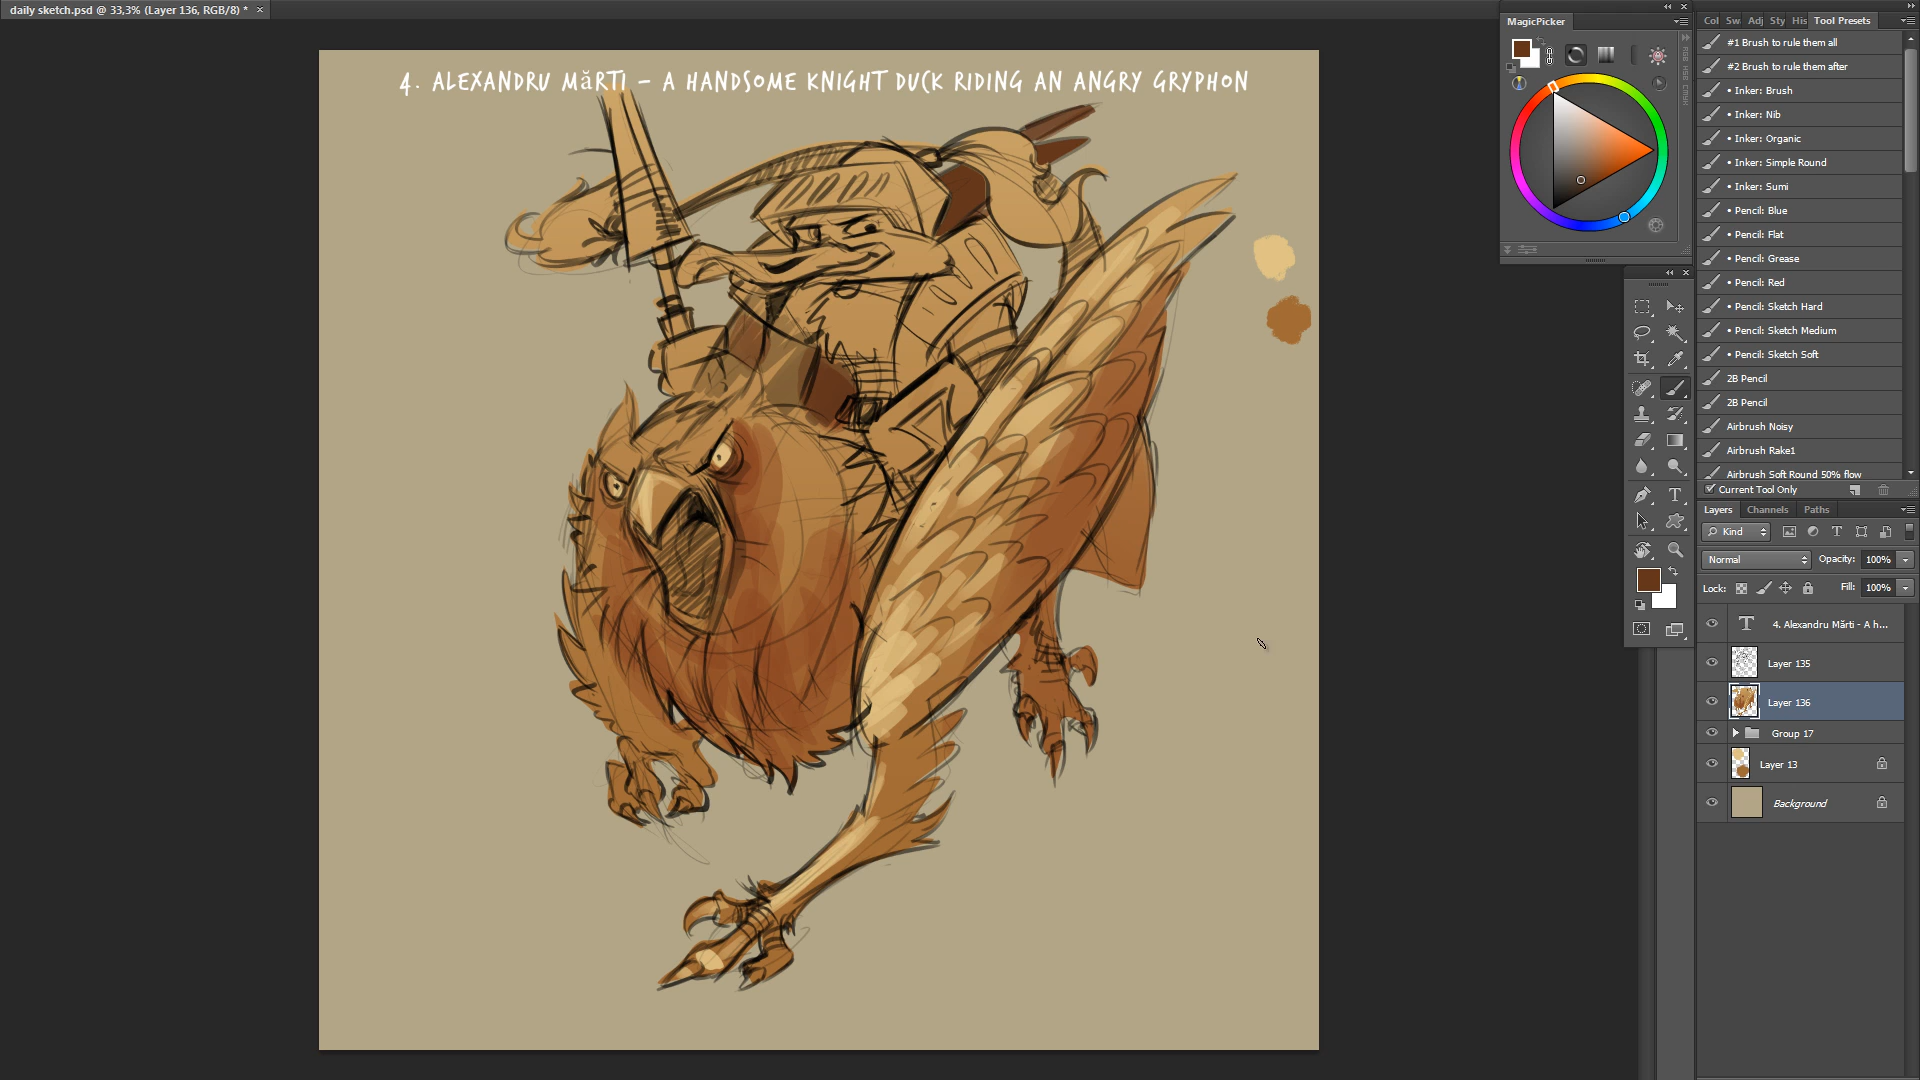 daily sketch.psd @ 33,3% (Layer 136, RGB/8) * ×
4. ALEXANDRU MăRTI - A HANDSOME KNIGHT DUCK RIDING AN ANGRY GRYPHON
MagicPicker
RGB HSB CMYK
Col Sw Adj Sty His Tool Presets
#1 Brush to rule them all
#2 Brush to rule them after
• Inker: Brush
• Inker: Nib
• Inker: Organic
• Inker: Simple Round
• Inker: Sumi
• Pencil: Blue
• Pencil: Flat
• Pencil: Grease
• Pencil: Red
• Pencil: Sketch Hard
• Pencil: Sketch Medium
• Pencil: Sketch Soft
2B Pencil
2B Pencil
Airbrush Noisy
Airbrush Rake1
Airbrush Soft Round 50% flow
Current Tool Only
Layers Channels Paths
Kind
Normal Opacity: 100%
Lock: Fill: 100%
4. Alexandru Mărti - A h...
Layer 135
Layer 136
Group 17
Layer 13
Background